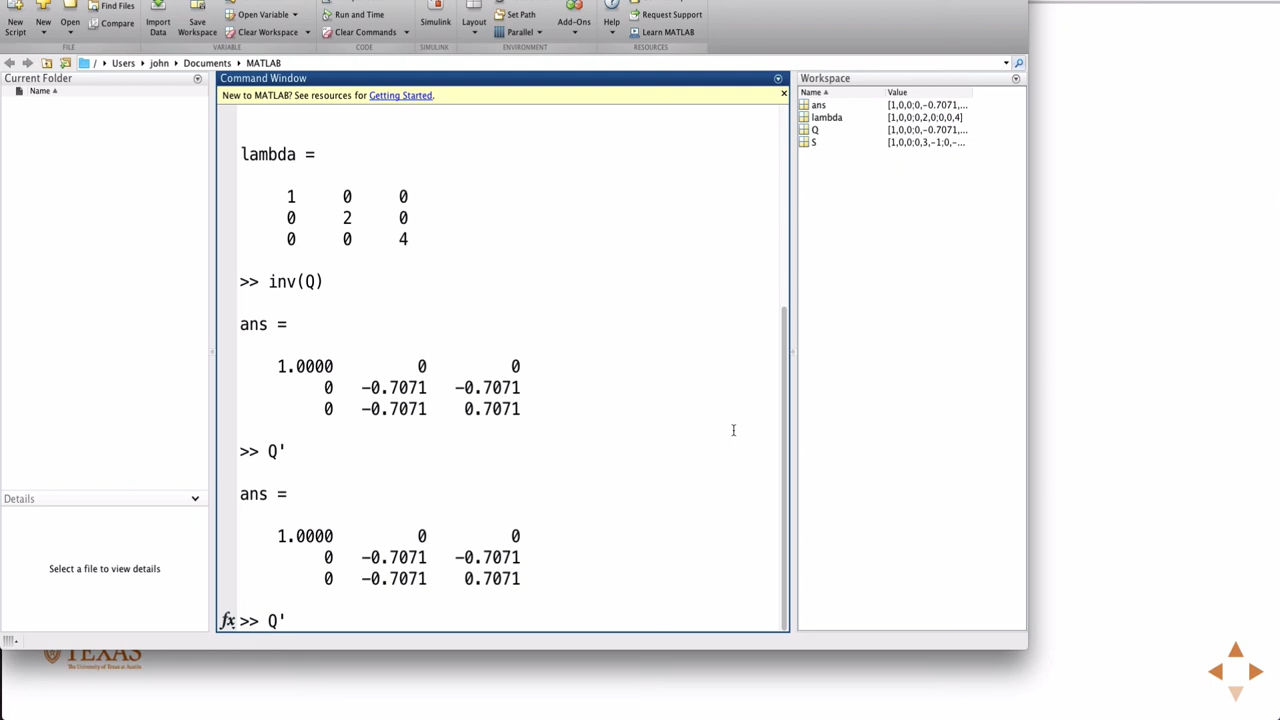 Find Files
New Script
New
Open
Compare
Import Data
Save Workspace
Open Variable
Clear Workspace
Run and Time
Clear Commands
Simulink
Layout
Set Path
Parallel
Add-Ons
Help
Request Support
Learn MATLAB
FILE
VARIABLE
CODE
SIMULINK
ENVIRONMENT
RESOURCES
/ Users john Documents MATLAB
Current Folder
Name
Command Window
New to MATLAB? See resources for Getting Started.
lambda =
1 0 0
0 2 0
0 0 4
>> inv(Q)
ans =
1.0000 0 0
0 -0.7071 -0.7071
0 -0.7071 0.7071
>> Q'
ans =
1.0000 0 0
0 -0.7071 -0.7071
0 -0.7071 0.7071
fx >> Q'
Workspace
Name Value
ans [1,0,0;0,-0.7071,...
lambda [1,0,0;0,2,0;0,0,4]
Q [1,0,0;0,-0.7071,...
S [1,0,0;0,3,-1;0,-...
Details
Select a file to view details
TEXAS
The University of Texas at Austin